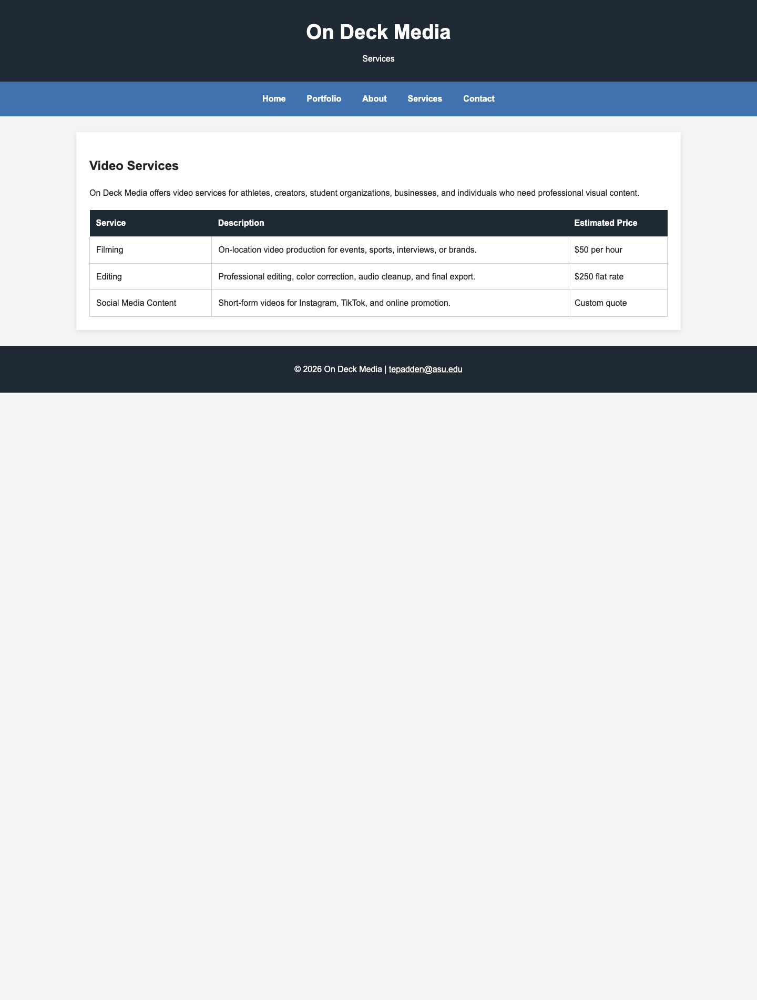 On Deck Media
Services
Home Portfolio About Services Contact
Video Services
On Deck Media offers video services for athletes, creators, student organizations, businesses, and individuals who need professional visual content.
Service Description Estimated Price
Filming On-location video production for events, sports, interviews, or brands. $50 per hour
Editing Professional editing, color correction, audio cleanup, and final export. $250 flat rate
Social Media Content Short-form videos for Instagram, TikTok, and online promotion. Custom quote
© 2026 On Deck Media | tepadden@asu.edu